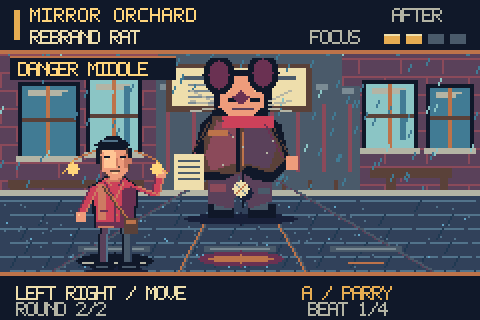 MIRROR ORCHARD
AFTER
REBRAND RAT
FOCUS
DANGER MIDDLE
LEFT RIGHT / MOVE
A / PARRY
ROUND 2/2
BEAT 1/4